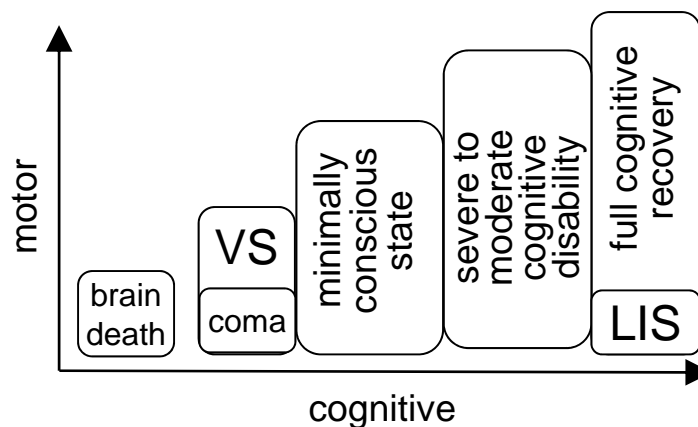 motor
brain
death
VS
coma
minimally
conscious
state
severe to
moderate
cognitive
disability
full cognitive
recovery
LIS
cognitive